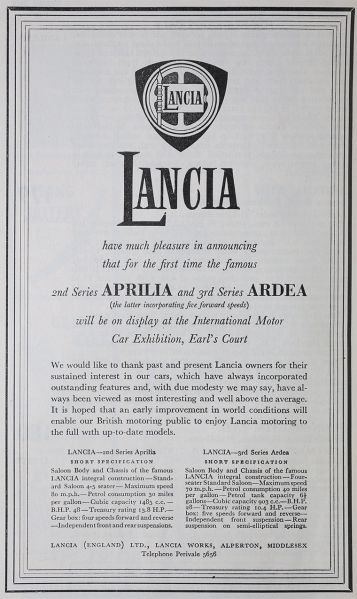 LANCIA
LANCIA
have much pleasure in announcing
that for the first time the famous
2nd Series APRILIA and 3rd Series ARDEA
(the latter incorporating five forward speeds)
will be on display at the International Motor
Car Exhibition, Earl's Court
We would like to thank past and present Lancia owners for their
sustained interest in our cars, which have always incorporated
outstanding features and, with due modesty we may say, have al-
ways been viewed as most interesting and well above the average.
It is hoped that an early improvement in world conditions will
enable our British motoring public to enjoy Lancia motoring to
the full with up-to-date models.
LANCIA—2nd Series Aprilia
SHORT SPECIFICATION
Saloon Body and Chassis of the famous
LANCIA integral construction—Stand-
ard Saloon 4-5 seater—Maximum speed
80 m.p.h.—Petrol consumption 30 miles
per gallon—Cubic capacity 1485 c.c.—
B.H.P. 48—Treasury rating 13.8 H.P.—
Gear box: four speeds forward and reverse
—Independent front and rear suspensions.
LANCIA—3rd Series Ardea
SHORT SPECIFICATION
Saloon Body and Chassis of the famous
LANCIA integral construction—Four-
seater Standard Saloon—Maximum speed
70 m.p.h.—Petrol consumption 40 miles
per gallon—Petrol tank capacity 6½
gallons—Cubic capacity 903 c.c.—B.H.P.
28—Treasury rating 10.4 H.P.—Gear
box: five speeds forward and reverse—
Independent front suspension—Rear
suspension on semi-elliptical springs.
LANCIA (ENGLAND) LTD., LANCIA WORKS, ALPERTON, MIDDLESEX
Telephone Perivale 5656